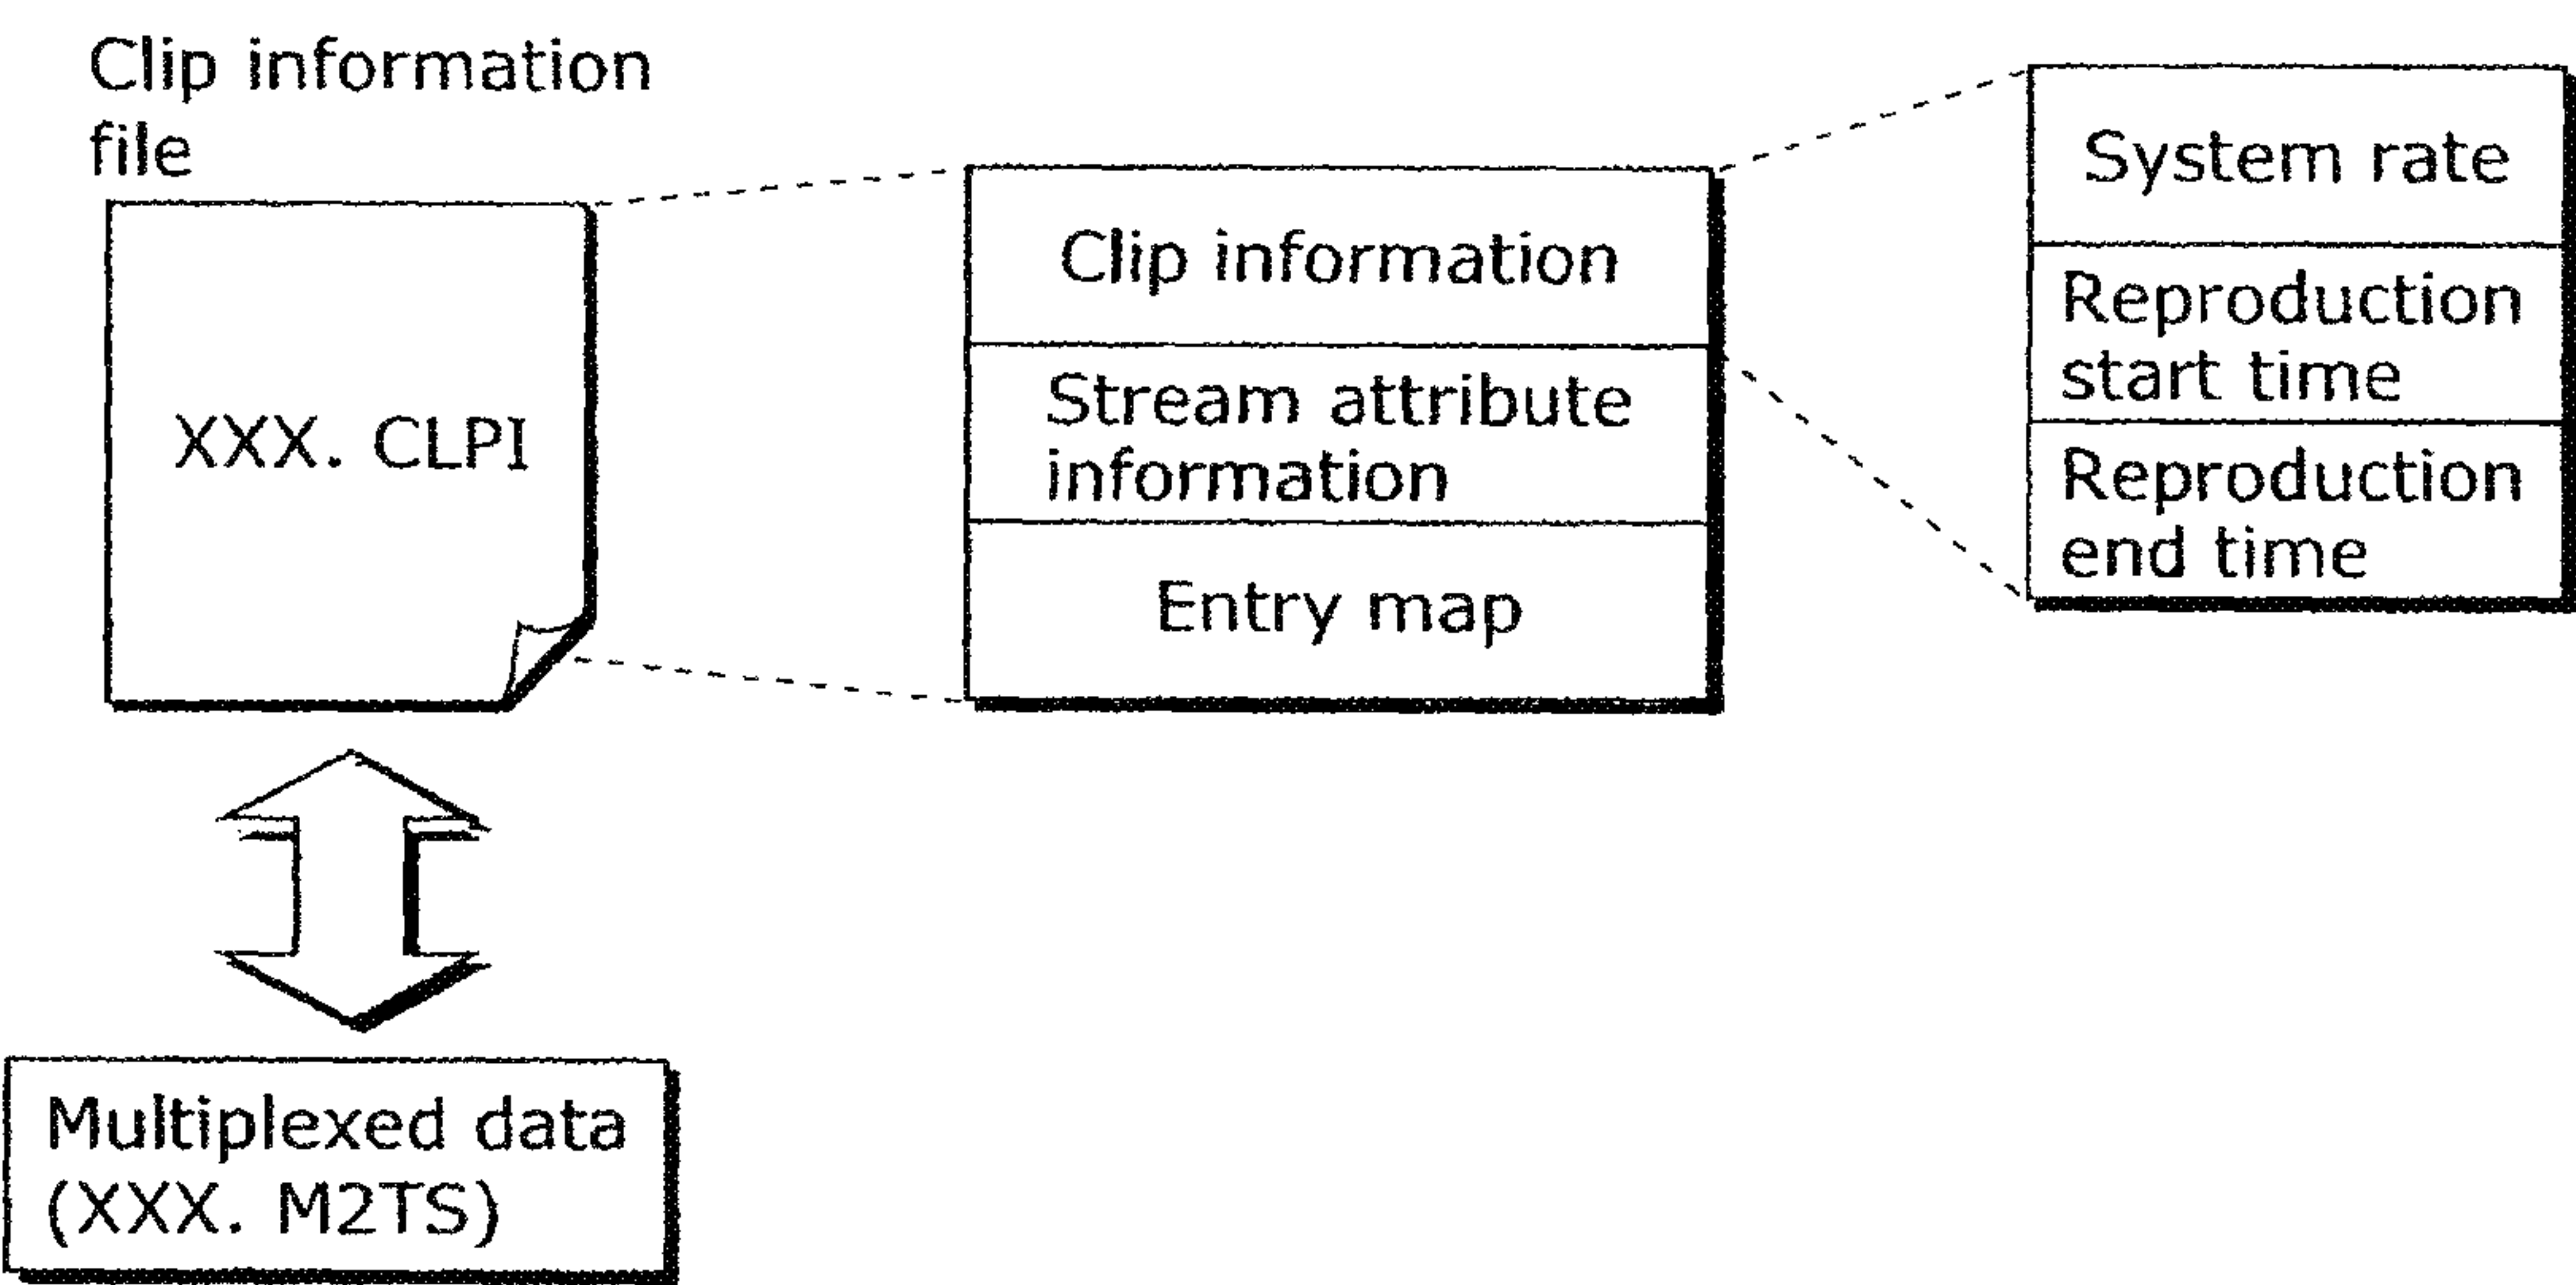 Clip information
file
XXX. CLPI
Multiplexed data
(XXX. M2TS)
Clip information
Stream attribute
information
Entry map
System rate
Reproduction
start time
Reproduction
end time